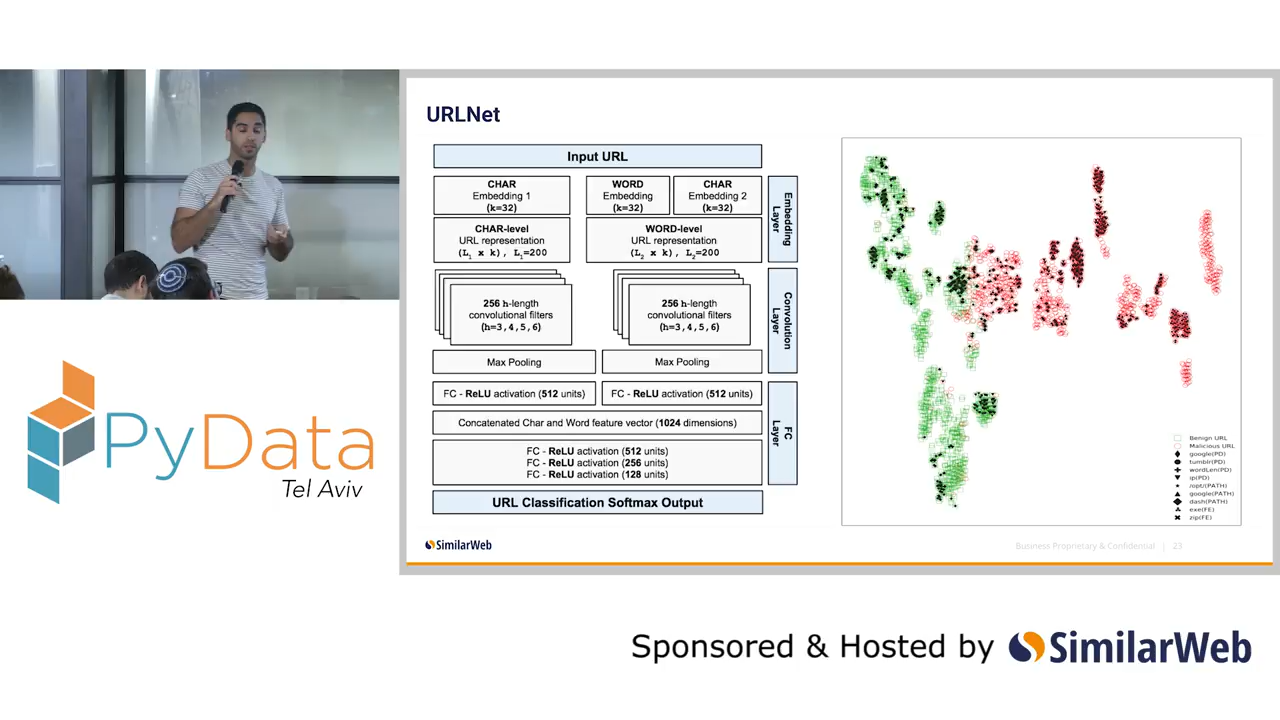 URLNet
Input URL
CHAR
Embedding 1
(k=32)
WORD
Embedding
(k=32)
CHAR
Embedding 2
(k=32)
Embedding
Layer
CHAR-level
URL representation
(L₁ x k) , L₁=200
WORD-level
URL representation
(L₂ x k), L₂=200
256 h-length
convolutional filters
(h=3,4,5,6)
256 h-length
convolutional filters
(h=3,4,5,6)
Convolution
Layer
Max Pooling
Max Pooling
FC - ReLU activation (512 units)
FC - ReLU activation (512 units)
Concatenated Char and Word feature vector (1024 dimensions)
FC
Layer
FC - ReLU activation (512 units)
FC - ReLU activation (256 units)
FC - ReLU activation (128 units)
URL Classification Softmax Output
Benign URL
Malicious URL
google(PD)
tumblr(PD)
wordLen(PD)
ip(PD)
/opt/(PATH)
google(PATH)
dash(PATH)
exe(FE)
zip(FE)
SimilarWeb
Business Proprietary & Confidential | 23
PyData
Tel Aviv
Sponsored & Hosted by SimilarWeb